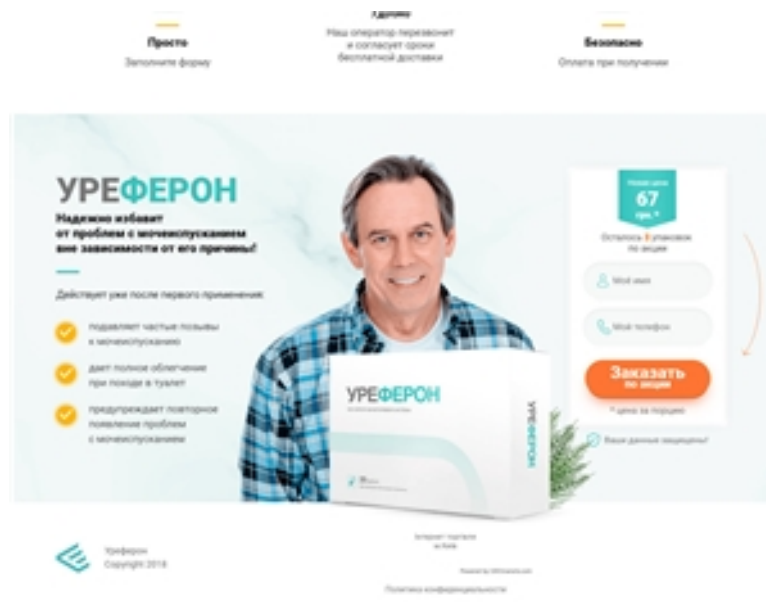 Удобно
Просто
Заполните форму
Наш оператор перезвонит
и согласует сроки
бесплатной доставки
Безопасно
Оплата при получении
УРЕФЕРОН
Надежно избавит
от проблем с мочеиспусканием
вне зависимости от его причины!
Действует уже после первого применения:
подавляет частые позывы
к мочеиспусканию
дает полное облегчение
при походе в туалет
предупреждает повторное
появление проблем
с мочеиспусканием
УРЕФЕРОН
УРЕФЕРОН
67
грн.*
Осталось упаковок
по акции
Моё имя
Мой телефон
Заказать
по акции
* цена за порцию
Ваши данные защищены!
Уреферон
Copyright 2018
Политика конфиденциальности